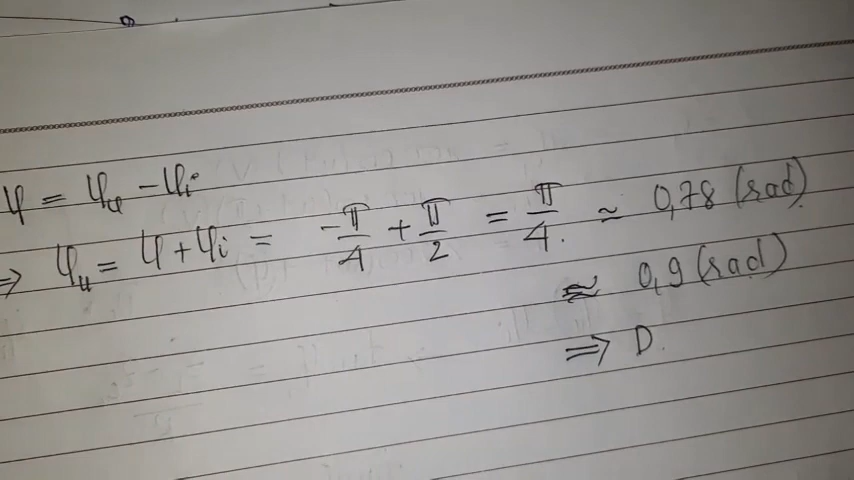 φ = φu - φi
⇒ φu = φ + φi = -π/4 + π/2 = π/4. ≈ 0,78 (rad).
≈ 0,9 (rad)
⇒ D.